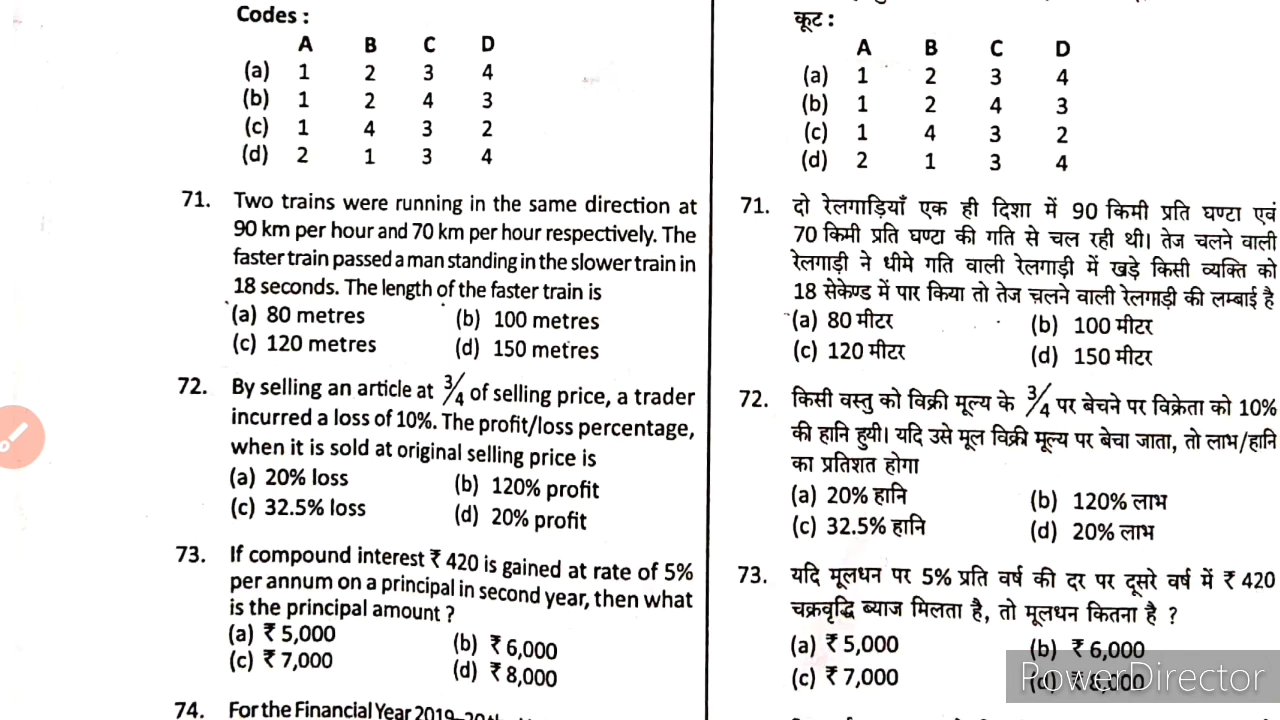 Codes :
A B C D
(a) 1 2 3 4
(b) 1 2 4 3
(c) 1 4 3 2
(d) 2 1 3 4
71. Two trains were running in the same direction at
90 km per hour and 70 km per hour respectively. The
faster train passed a man standing in the slower train in
18 seconds. The length of the faster train is
(a) 80 metres (b) 100 metres
(c) 120 metres (d) 150 metres
72. By selling an article at 3/4 of selling price, a trader
incurred a loss of 10%. The profit/loss percentage,
when it is sold at original selling price is
(a) 20% loss (b) 120% profit
(c) 32.5% loss (d) 20% profit
73. If compound interest ₹ 420 is gained at rate of 5%
per annum on a principal in second year, then what
is the principal amount ?
(a) ₹ 5,000 (b) ₹ 6,000
(c) ₹ 7,000 (d) ₹ 8,000
74. For the Financial Year 2019-20
कूट :
A B C D
(a) 1 2 3 4
(b) 1 2 4 3
(c) 1 4 3 2
(d) 2 1 3 4
71. दो रेलगाड़ियाँ एक ही दिशा में 90 किमी प्रति घण्टा एवं
70 किमी प्रति घण्टा की गति से चल रही थी। तेज चलने वाली
रेलगाड़ी ने धीमे गति वाली रेलगाड़ी में खड़े किसी व्यक्ति को
18 सेकेण्ड में पार किया तो तेज चलने वाली रेलगाड़ी की लम्बाई है
(a) 80 मीटर (b) 100 मीटर
(c) 120 मीटर (d) 150 मीटर
72. किसी वस्तु को विक्री मूल्य के 3/4 पर बेचने पर विक्रेता को 10%
की हानि हुयी। यदि उसे मूल विक्री मूल्य पर बेचा जाता, तो लाभ/हानि
का प्रतिशत होगा
(a) 20% हानि (b) 120% लाभ
(c) 32.5% हानि (d) 20% लाभ
73. यदि मूलधन पर 5% प्रति वर्ष की दर पर दूसरे वर्ष में ₹ 420
चक्रवृद्धि ब्याज मिलता है, तो मूलधन कितना है ?
(a) ₹ 5,000 (b) ₹ 6,000
(c) ₹ 7,000 (d) ₹ 8,000
PowerDirector